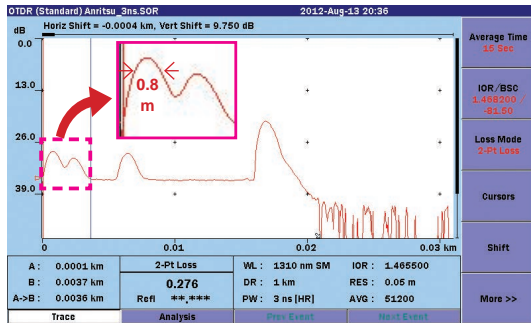 OTDR (Standard) Anritsu_3ns.SOR 2012-Aug-13 20:36
dB Horiz Shift = -0.0004 km, Vert Shift = 9.750 dB
0.0
13.0
26.0
39.0
0.8
m
0 0.01 0.02 0.03 km
Average Time
15 Sec
IOR/BSC
1.468200 /
-81.50
Loss Mode
2-Pt Loss
Cursors
Shift
More >>
A : 0.0001 km 2-Pt Loss WL : 1310 nm SM IOR : 1.465500
B : 0.0037 km 0.276 DR : 1 km RES : 0.05 m
A->B : 0.0036 km Refl **.*** PW : 3 ns [HR] AVG : 51200
Trace Analysis Prev Event Next Event